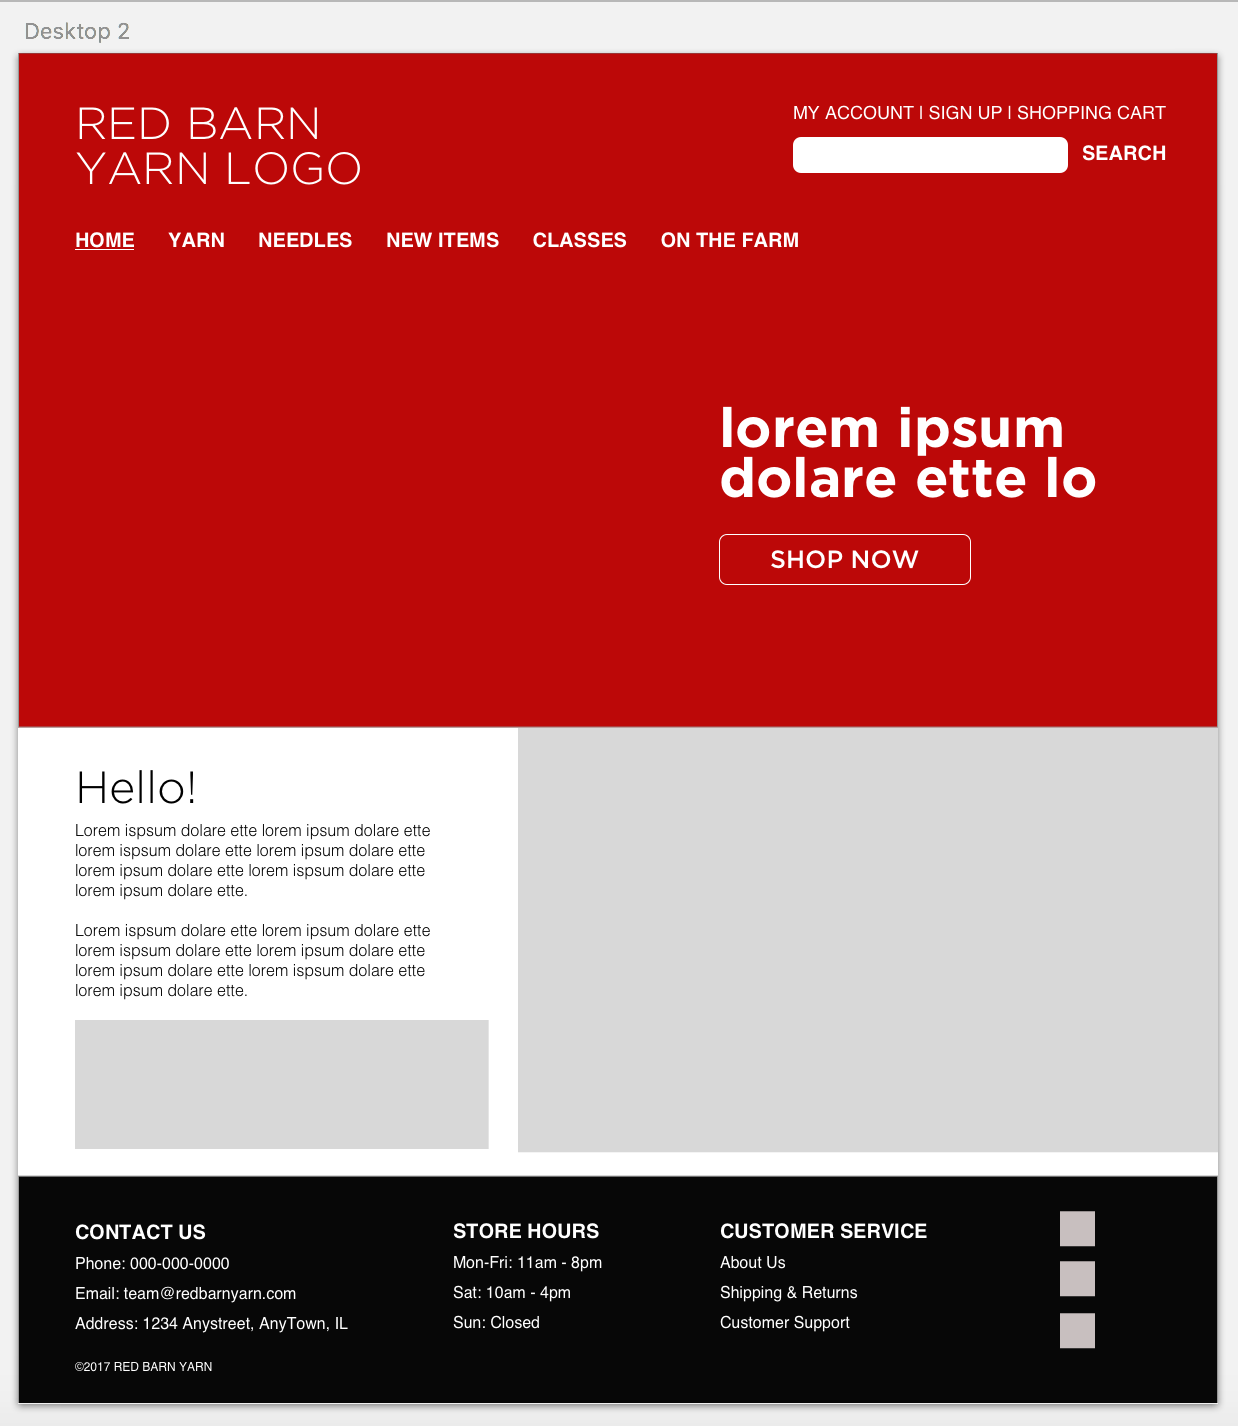 Desktop 2
RED BARN
YARN LOGO
MY ACCOUNT | SIGN UP | SHOPPING CART
SEARCH
HOME YARN NEEDLES NEW ITEMS CLASSES ON THE FARM
lorem ipsum
dolare ette lo
SHOP NOW
Hello!
Lorem ispsum dolare ette lorem ipsum dolare ette
lorem ispsum dolare ette lorem ipsum dolare ette
lorem ipsum dolare ette lorem ispsum dolare ette
lorem ipsum dolare ette.
Lorem ispsum dolare ette lorem ipsum dolare ette
lorem ispsum dolare ette lorem ipsum dolare ette
lorem ipsum dolare ette lorem ispsum dolare ette
lorem ipsum dolare ette.
CONTACT US
Phone: 000-000-0000
Email: team@redbarnyarn.com
Address: 1234 Anystreet, AnyTown, IL
©2017 RED BARN YARN
STORE HOURS
Mon-Fri: 11am - 8pm
Sat: 10am - 4pm
Sun: Closed
CUSTOMER SERVICE
About Us
Shipping & Returns
Customer Support